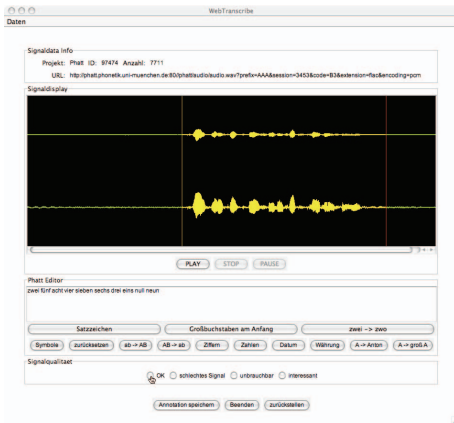 WebTranscribe
Daten
Signaldata Info
Projekt: Phatt ID: 97474 Anzahl: 7711
URL: http://phatt.phonetik.uni-muenchen.de:80/phattlaudio/audio.wav?prefix=AAA&session=3453&code=B3&extension=flac&encoding=pcm
Signaldisplay
PLAY STOP PAUSE
Phatt Editor
zwei fünf acht vier sieben sechs drei eins null neun
Satzzeichen Großbuchstaben am Anfang zwei -> zwo
Symbole zurücksetzen ab -> AB AB -> ab Ziffern Zahlen Datum Währung A -> Anton A -> groß A
Signalqualitaet
OK schlechtes Signal unbrauchbar interessant
Annotation speichern Beenden zurückstellen